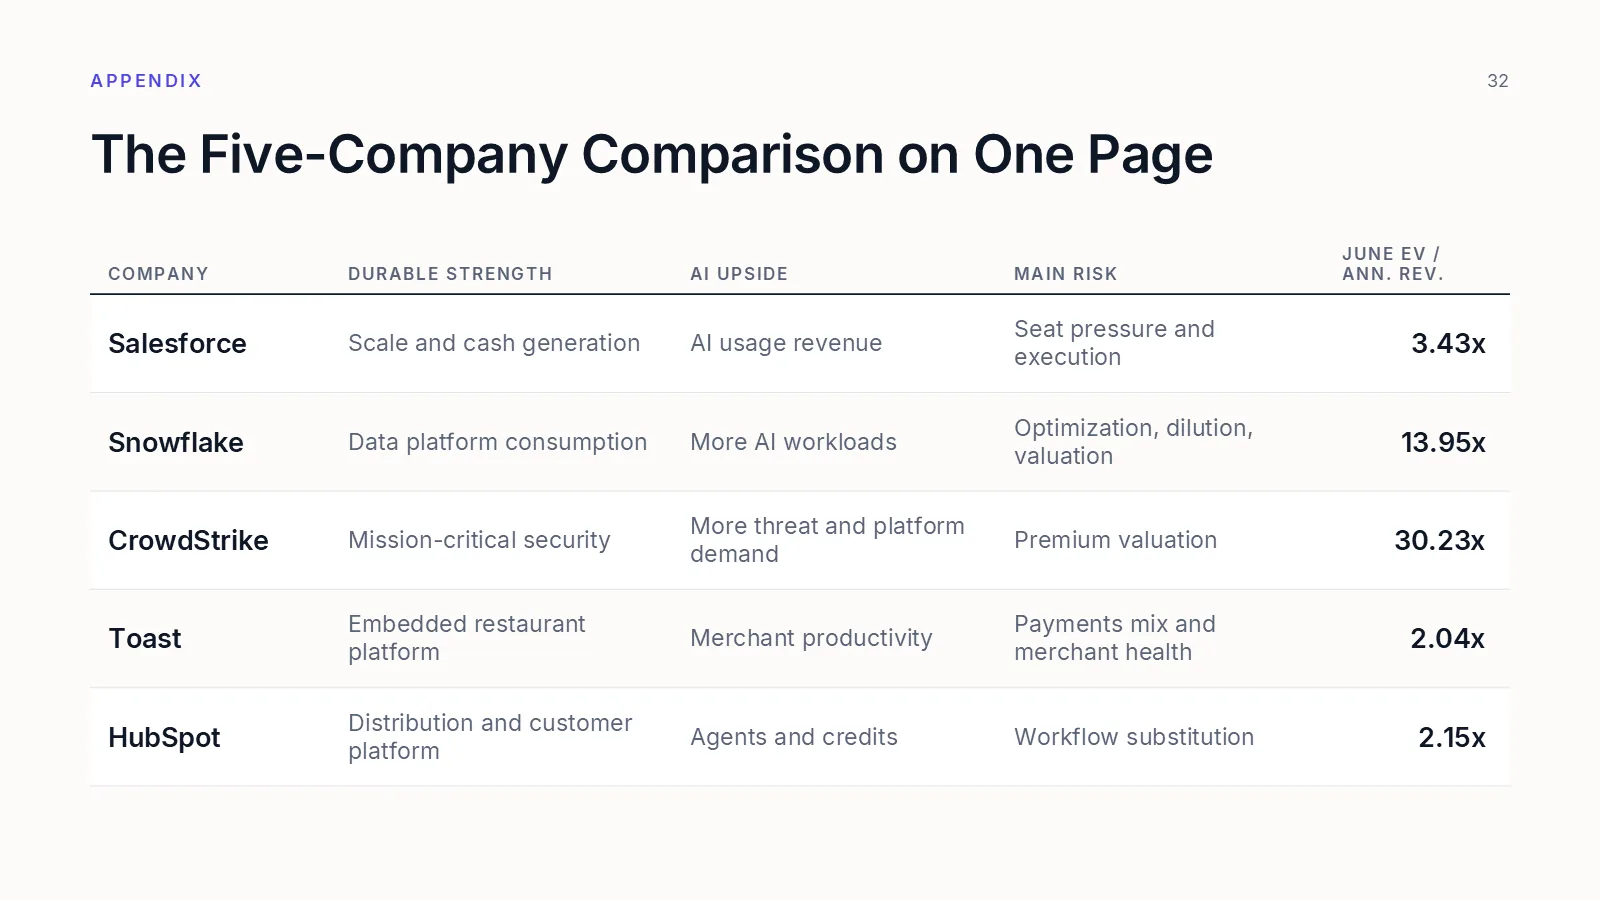 APPENDIX
32
The Five-Company Comparison on One Page
COMPANY
DURABLE STRENGTH
AI UPSIDE
MAIN RISK
JUNE EV /
ANN. REV.
Salesforce
Scale and cash generation
AI usage revenue
Seat pressure and
execution
3.43x
Snowflake
Data platform consumption
More AI workloads
Optimization, dilution,
valuation
13.95x
CrowdStrike
Mission-critical security
More threat and platform
demand
Premium valuation
30.23x
Toast
Embedded restaurant
platform
Merchant productivity
Payments mix and
merchant health
2.04x
HubSpot
Distribution and customer
platform
Agents and credits
Workflow substitution
2.15x